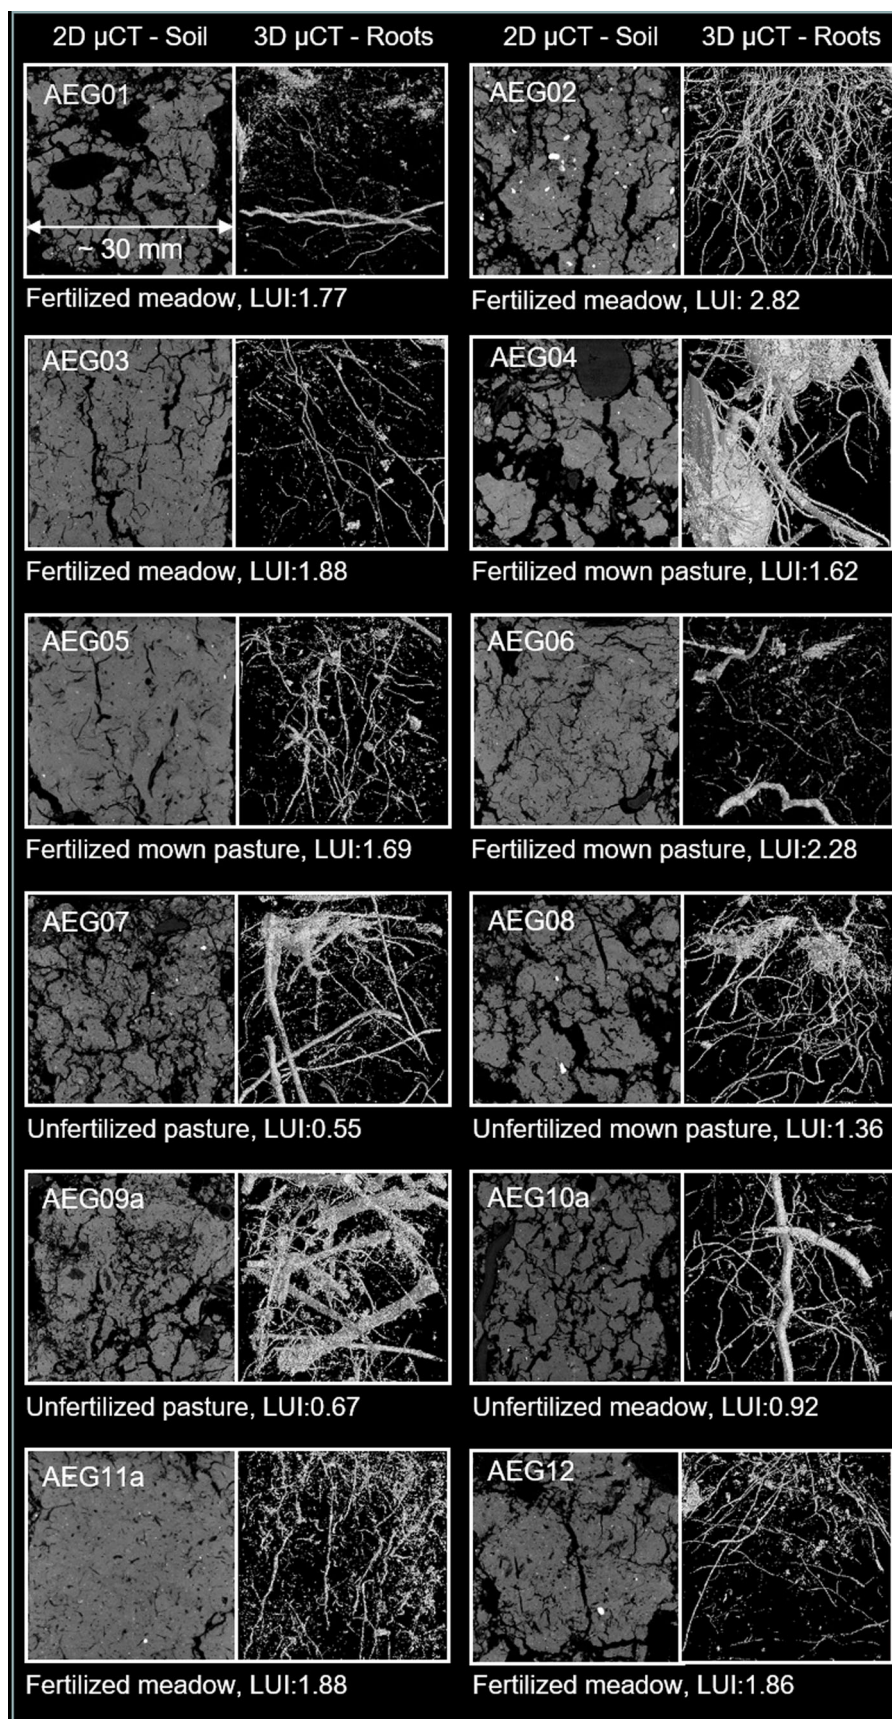 2D µCT - Soil 3D µCT - Roots 2D µCT - Soil 3D µCT - Roots
AEG01 AEG02
~ 30 mm
Fertilized meadow, LUI:1.77 Fertilized meadow, LUI: 2.82
AEG03 AEG04
Fertilized meadow, LUI:1.88 Fertilized mown pasture, LUI:1.62
AEG05 AEG06
Fertilized mown pasture, LUI:1.69 Fertilized mown pasture, LUI:2.28
AEG07 AEG08
Unfertilized pasture, LUI:0.55 Unfertilized mown pasture, LUI:1.36
AEG09a AEG10a
Unfertilized pasture, LUI:0.67 Unfertilized meadow, LUI:0.92
AEG11a AEG12
Fertilized meadow, LUI:1.88 Fertilized meadow, LUI:1.86